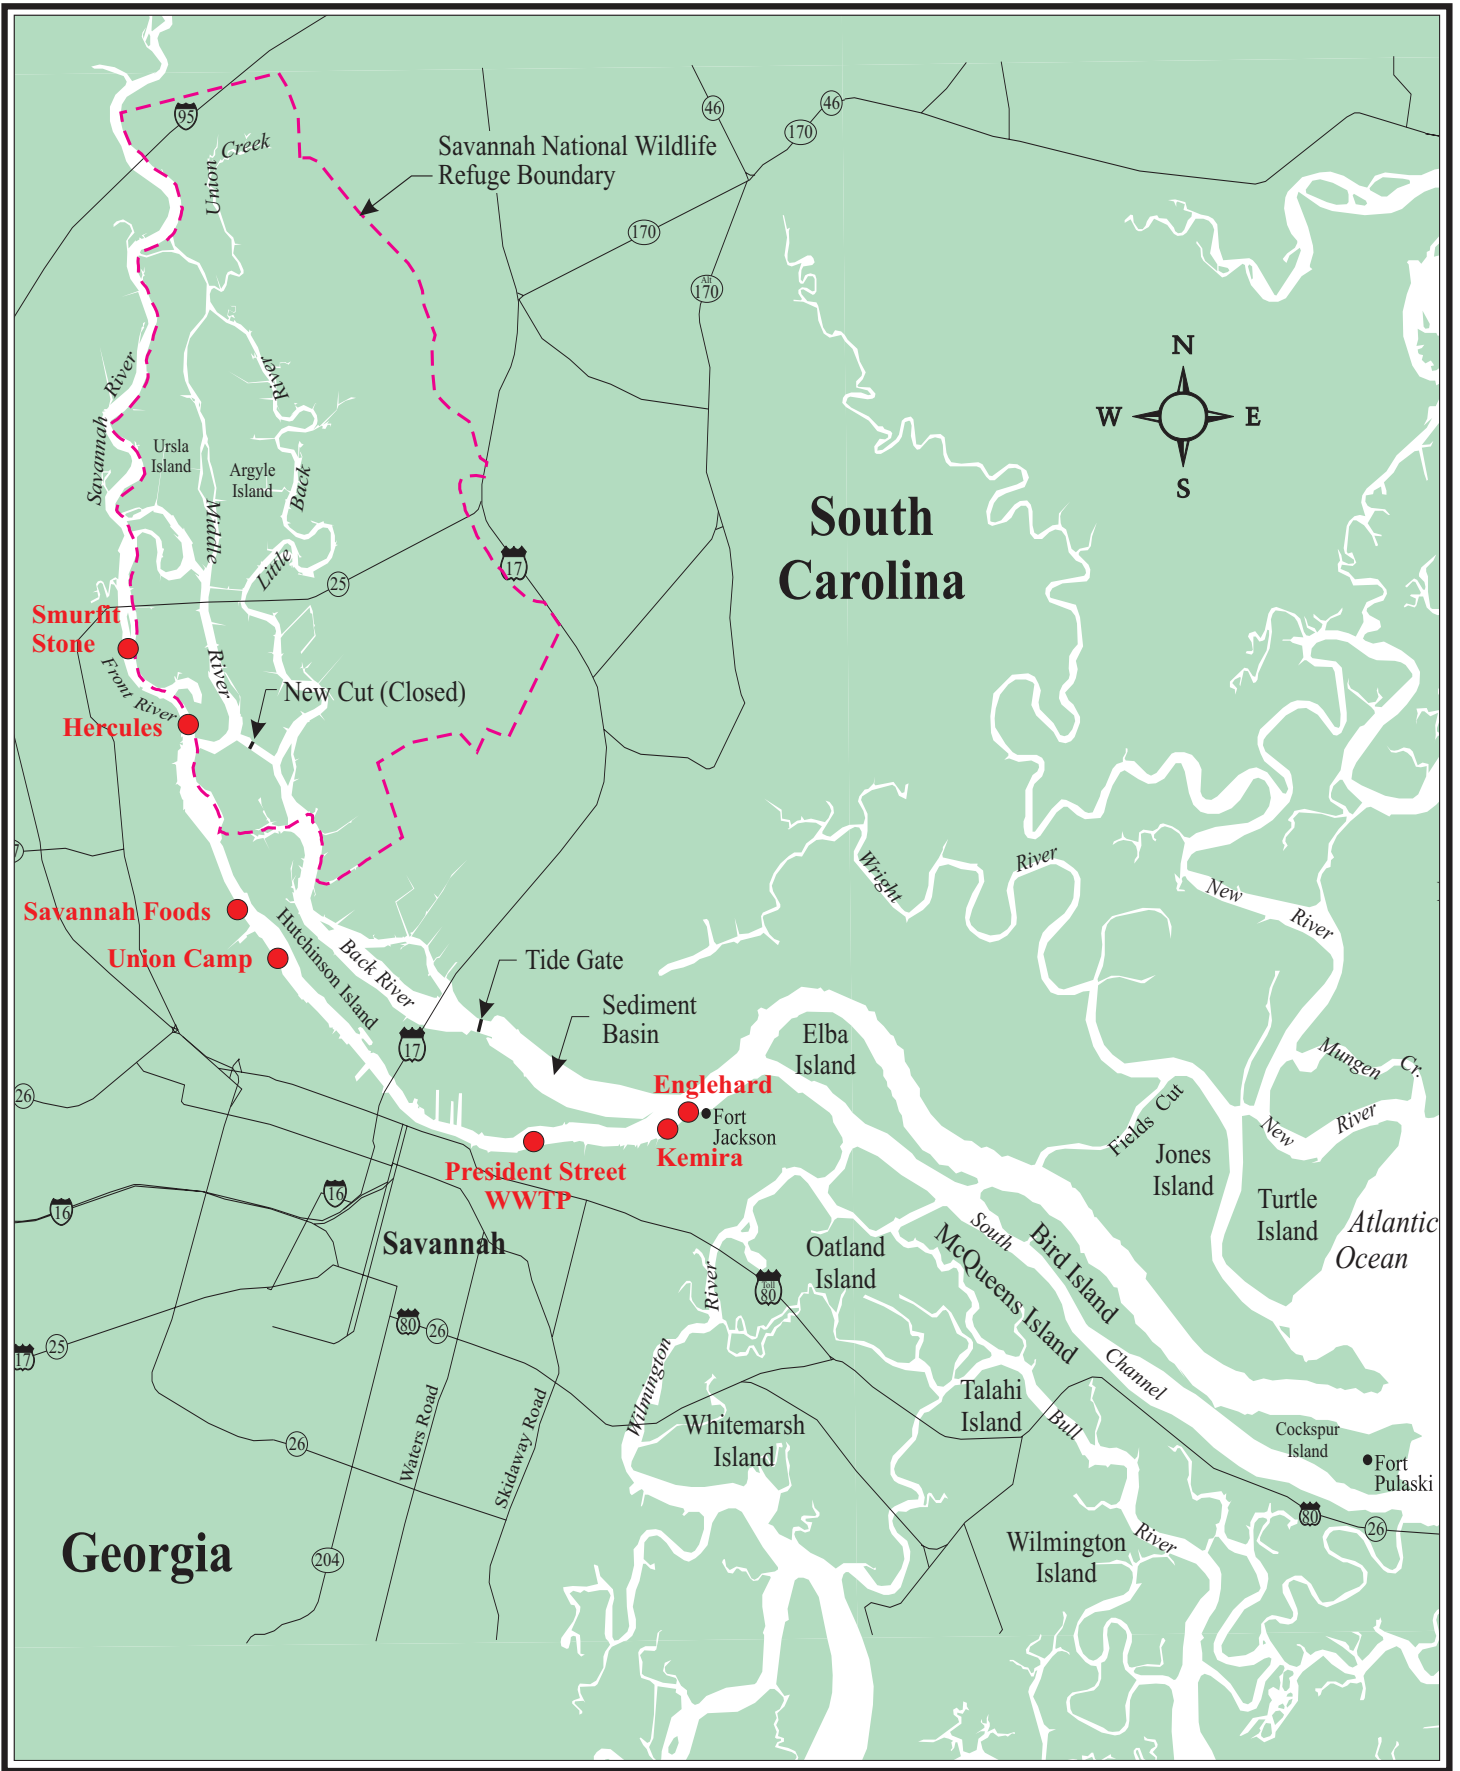 95
46
46
170
Creek
Union
Savannah National Wildlife
Refuge Boundary
170
Alt
170
N
W
E
S
River
Savannah
River
Ursla
Island
Argyle
Island
Back
Middle
Little
25
17
South
Carolina
Smurfit
Stone
Front River
River
New Cut (Closed)
Hercules
7
Wright
River
New
River
Savannah Foods
Union Camp
Hutchinson Island
Back River
Tide Gate
Sediment
Basin
17
Elba
Island
Mungen
Cr.
26
Englehard
Fort
Jackson
Kemira
Fields Cut
New
River
Jones
Island
President Street
WWTP
16
16
Turtle
Island
Atlantic
Ocean
Savannah
Oatland
Island
South
Channel
Bird Island
McQueens Island
River
Wilmington
Toll
80
80
26
25
17
Talahi
Island
Whitemarsh
Island
Bull
River
Cockspur
Island
Fort
Pulaski
80
26
Waters Road
Skidaway Road
26
Georgia
204
Wilmington
Island